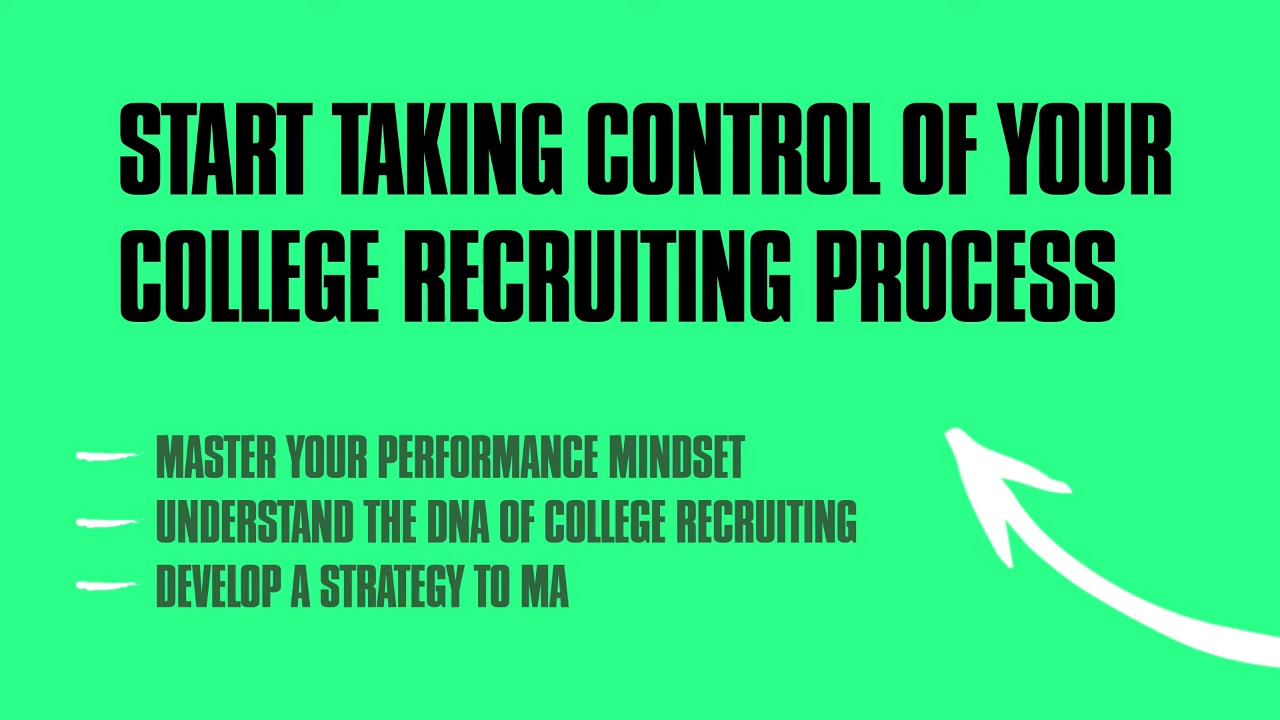 START TAKING CONTROL OF YOUR
COLLEGE RECRUITING PROCESS
MASTER YOUR PERFORMANCE MINDSET
UNDERSTAND THE DNA OF COLLEGE RECRUITING
DEVELOP A STRATEGY TO MA